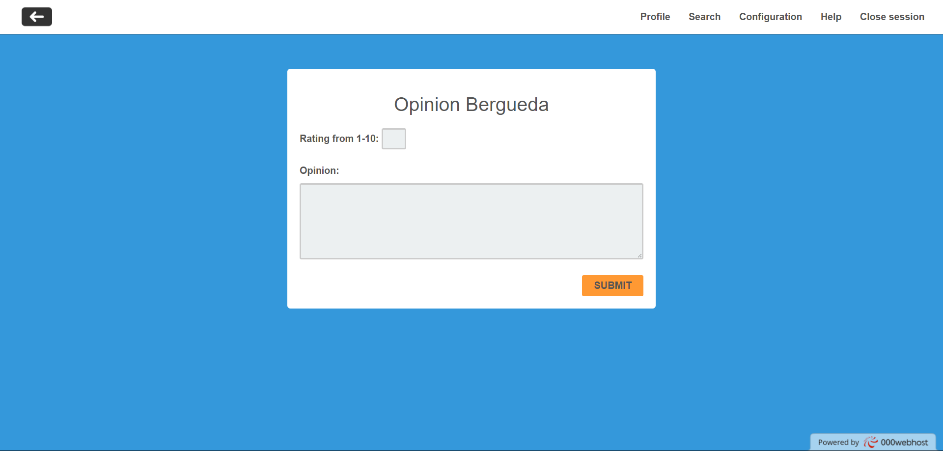 Profile Search Configuration Help Close session
Opinion Bergueda
Rating from 1-10:
Opinion:
SUBMIT
Powered by 000webhost